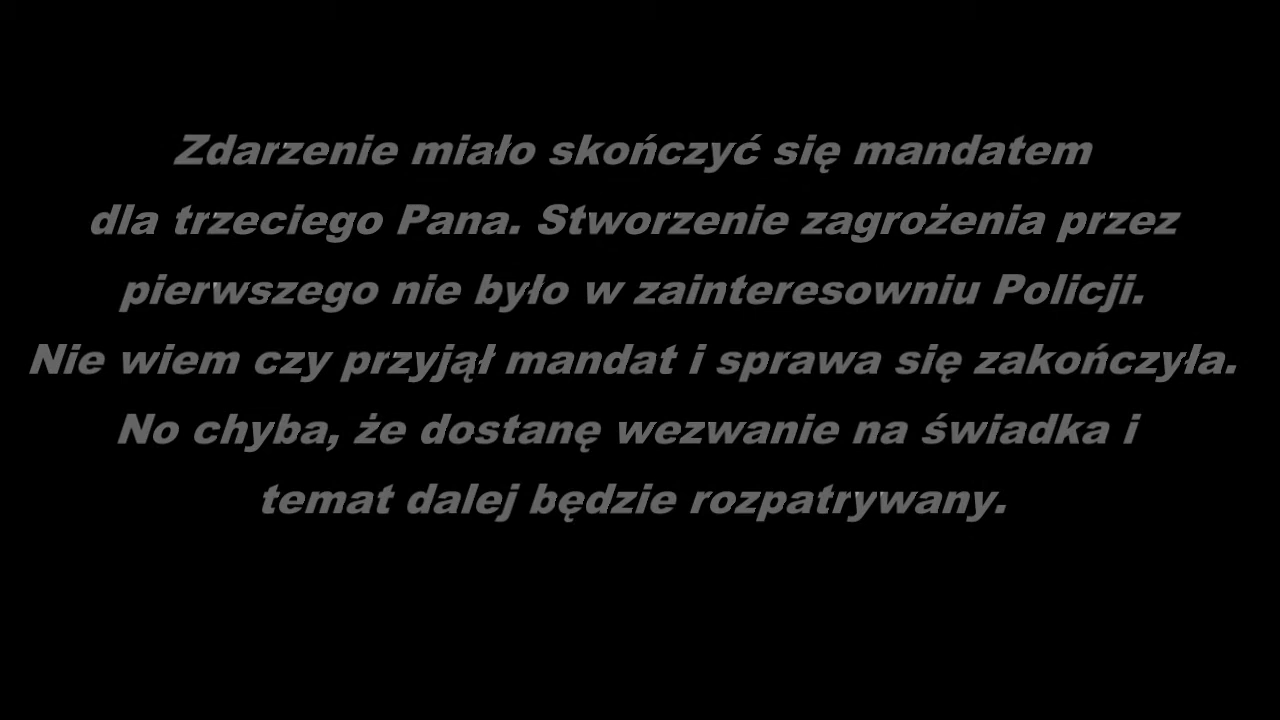 Zdarzenie miało skończyć się mandatem
dla trzeciego Pana. Stworzenie zagrożenia przez
pierwszego nie było w zainteresowniu Policji.
Nie wiem czy przyjął mandat i sprawa się zakończyła.
No chyba, że dostanę wezwanie na świadka i
temat dalej będzie rozpatrywany.